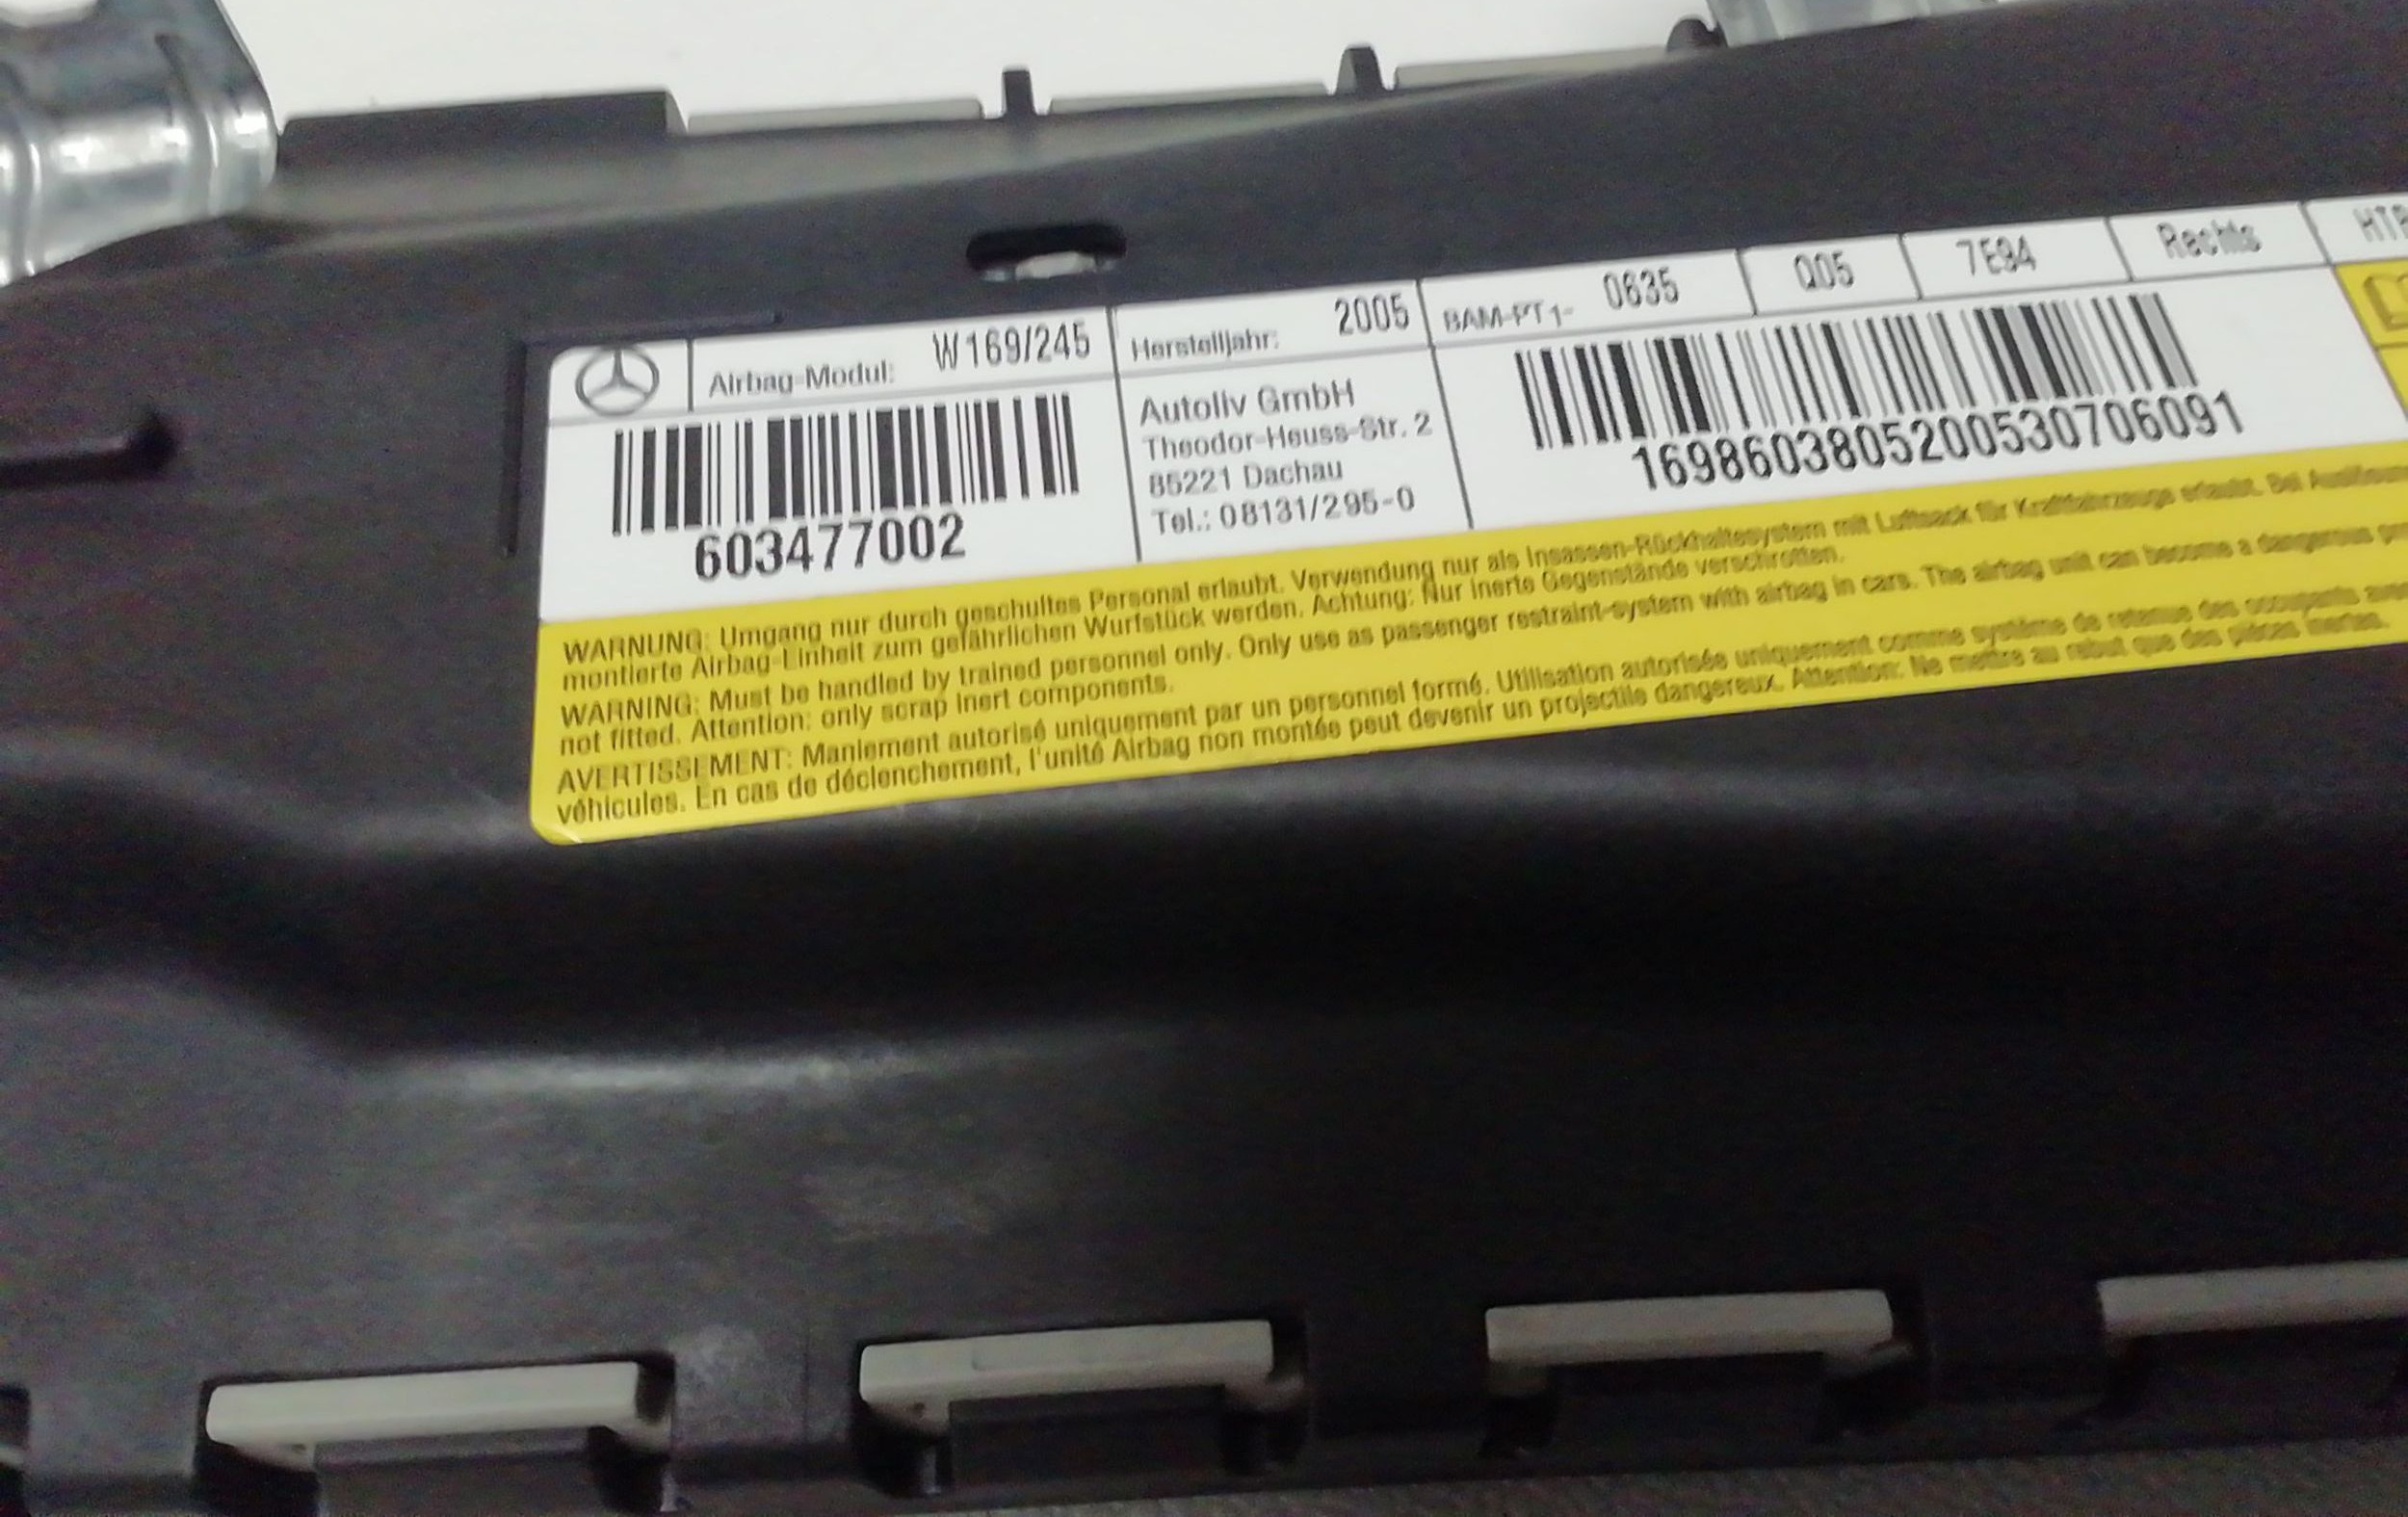 Airbag-Modul: W169/245
Herstelljahr: 2005
BAM-PT1- 0635
Q05
7E94
Rechts
603477002
Autoliv GmbH
Theodor-Heuss-Str. 2
85221 Dachau
Tel.: 08131/295-0
1698603805200530706091
WARNUNG: Umgang nur durch geschultes Personal erlaubt. Verwendung nur als Insassen-Rückhaltesystem mit Luftsack für Kraftfahrzeuge erlaubt. Bei
montierte Airbag-Einheit zum gefährlichen Wurfstück werden. Achtung: Nur inerte Gegenstände verschrotten.
WARNING: Must be handled by trained personnel only. Only use as passenger restraint-system with airbag in cars. The airbag unit can become a dangerous
not fitted. Attention: only scrap inert components.
AVERTISSEMENT: Maniement autorisé uniquement par un personnel formé. Utilisation autorisée uniquement comme système de retenue des occupants
véhicules. En cas de déclenchement, l'unité Airbag non montée peut devenir un projectile dangereux. Attention: Ne mettre au rebut que des pièces inertes.